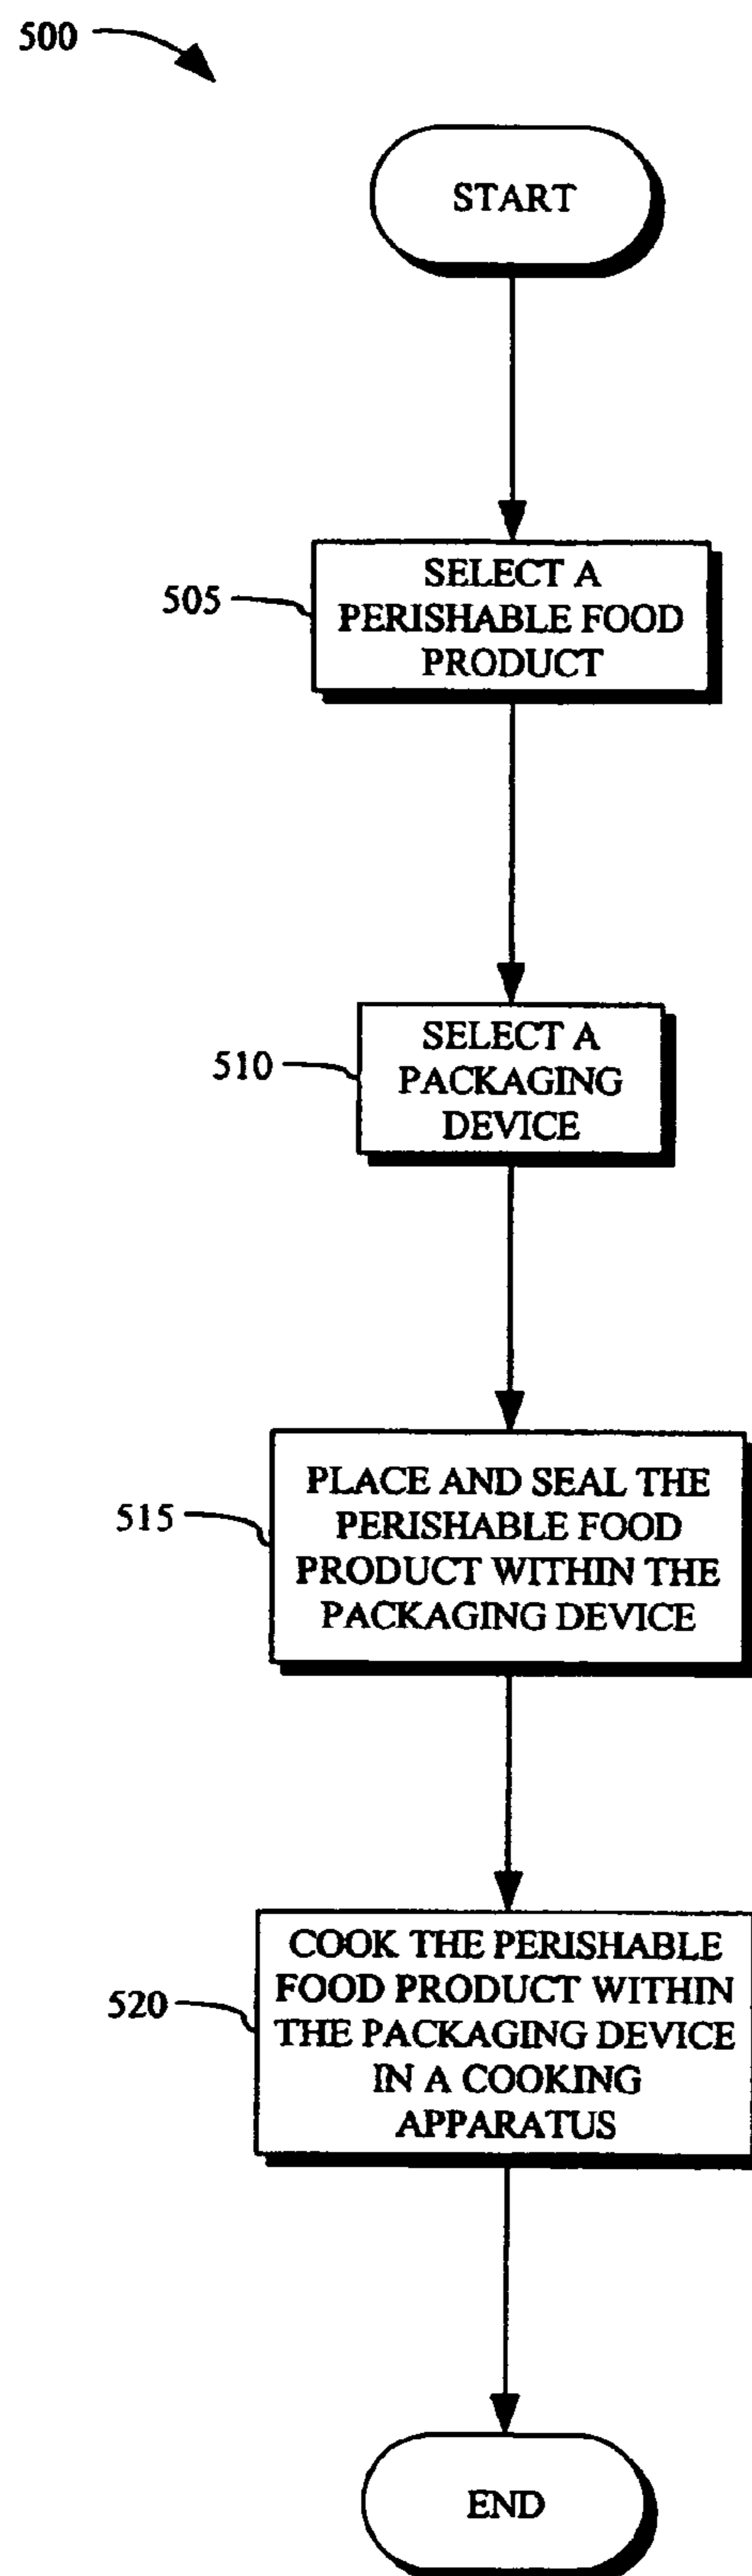 500
START
505
SELECT A
PERISHABLE FOOD
PRODUCT
510
SELECT A
PACKAGING
DEVICE
515
PLACE AND SEAL THE
PERISHABLE FOOD
PRODUCT WITHIN THE
PACKAGING DEVICE
520
COOK THE PERISHABLE
FOOD PRODUCT WITHIN
THE PACKAGING DEVICE
IN A COOKING
APPARATUS
END